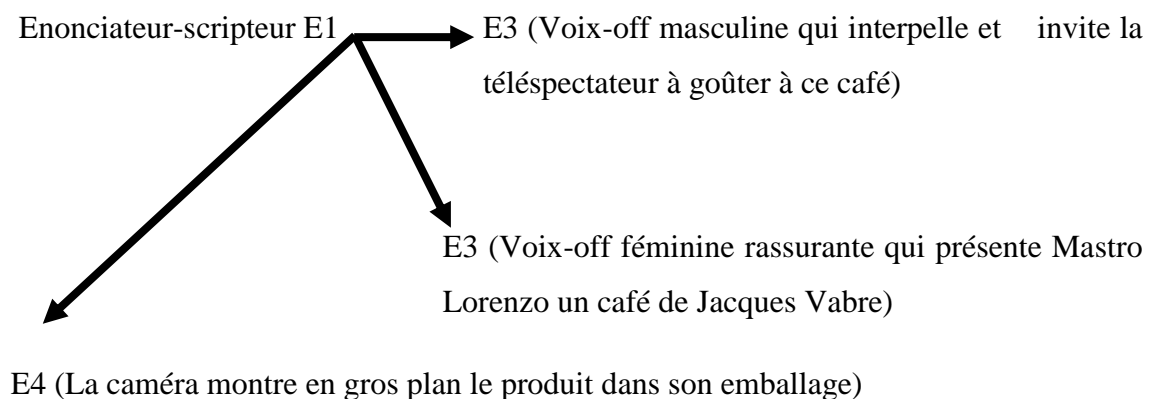 Enonciateur-scripteur E1
E3 (Voix-off masculine qui interpelle et invite la
téléspectateur à goûter à ce café)
E3 (Voix-off féminine rassurante qui présente Mastro
Lorenzo un café de Jacques Vabre)
E4 (La caméra montre en gros plan le produit dans son emballage)